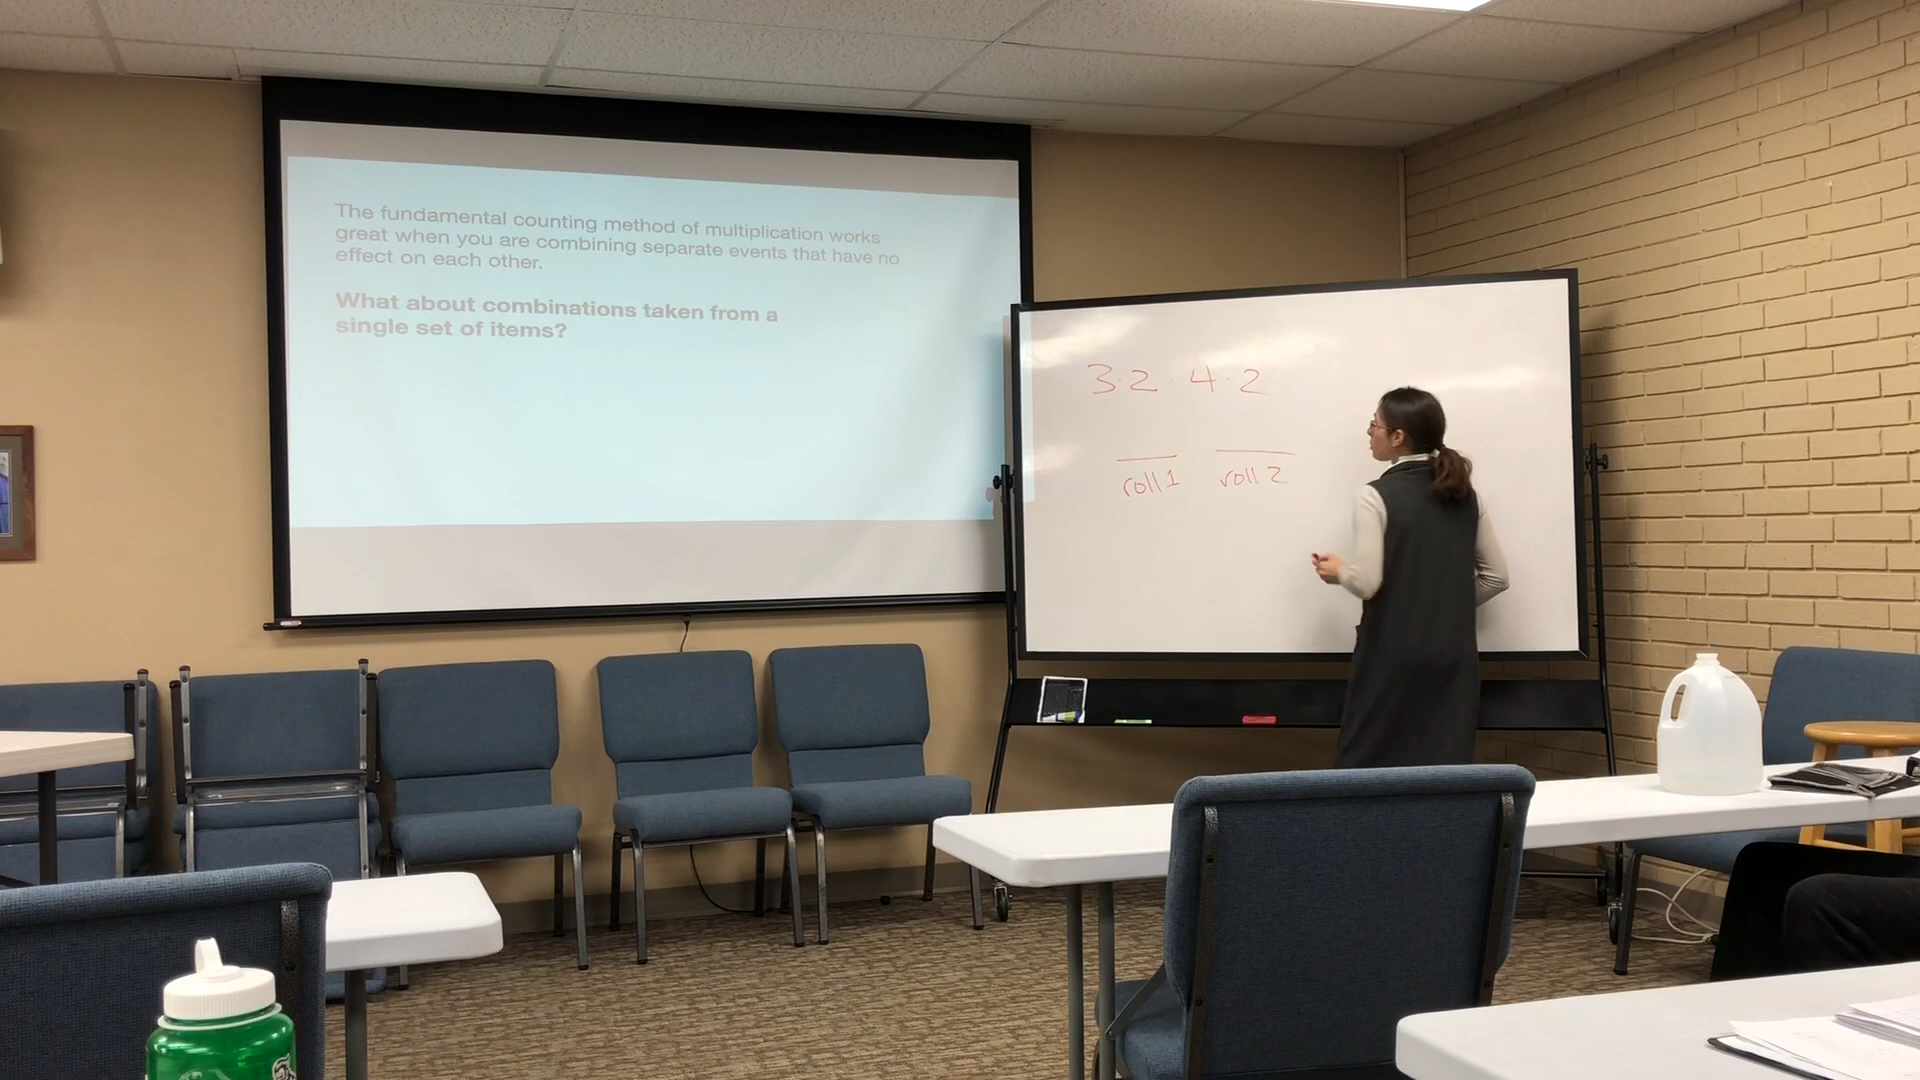 The fundamental counting method of multiplication works
great when you are combining separate events that have no
effect on each other.
What about combinations taken from a
single set of items?
3·2·4·2
roll 1 roll 2